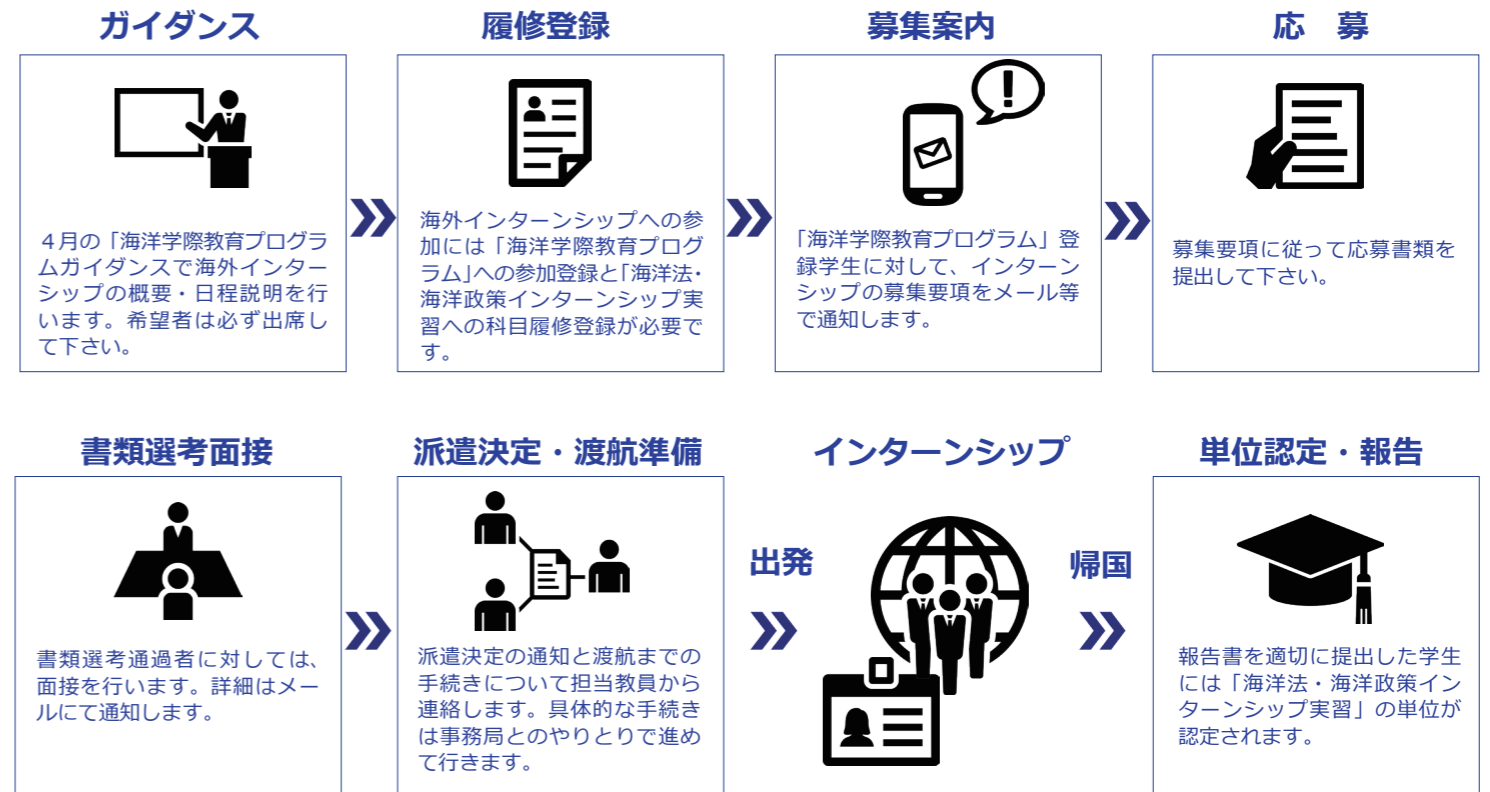 ガイダンス
４月の「海洋学際教育プログラ
ムガイダンスで海外インター
シップの概要・日程説明を行
います。希望者は必ず出席し
て下さい。
履修登録
海外インターンシップへの参
加には「海洋学際教育プログ
ラム」への参加登録と「海洋法・
海洋政策インターンシップ実
習への科目履修登録が必要で
す。
募集案内
「海洋学際教育プログラム」登
録学生に対して、インターン
シップの募集要項をメール等
で通知します。
応　募
募集要項に従って応募書類を
提出して下さい。
書類選考面接
書類選考通過者に対しては、
面接を行います。詳細はメー
ルにて通知します。
派遣決定・渡航準備
派遣決定の通知と渡航までの
手続きについて担当教員から
連絡します。具体的な手続き
は事務局とのやりとりで進め
て行きます。
出発
インターンシップ
帰国
単位認定・報告
報告書を適切に提出した学生
には「海洋法・海洋政策イン
ターンシップ実習」の単位が
認定されます。